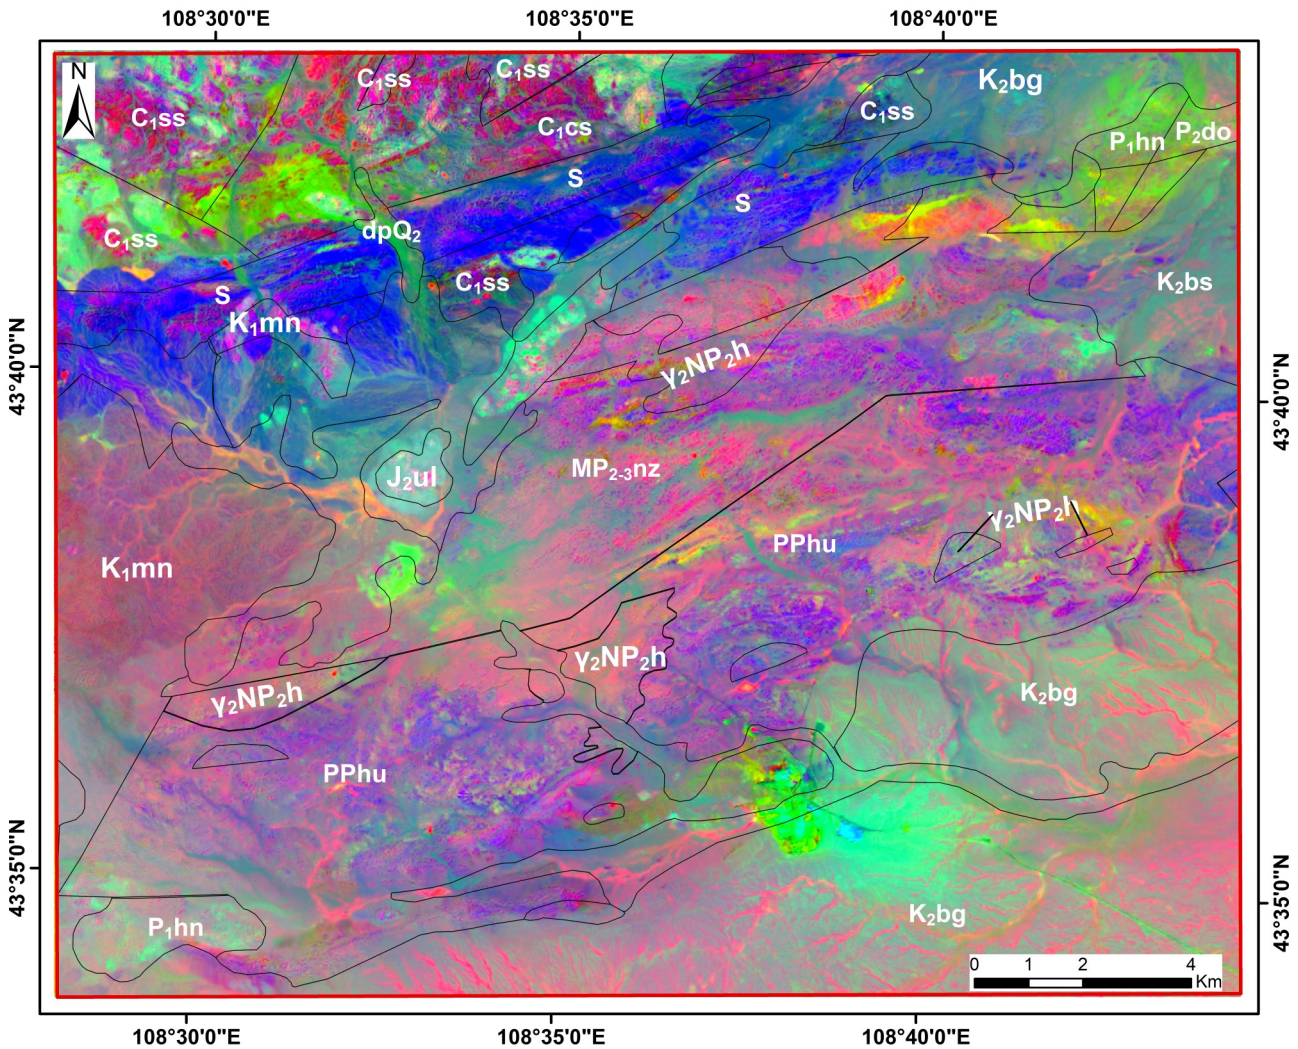 108°30'0"E 108°35'0"E 108°40'0"E
N
C₁ss C₁ss K₂bg
C₁ss C₁cs C₁ss P₁hn P₂do
S S
C₁ss dpQ₂
S C₁ss K₂bs
K₁mn
43°40'0"N 43°40'0"N
γ₂NP₂h
J₂ul MP₂₋₃nz
γ₂NP₂h
K₁mn PPhu
γ₂NP₂h
γ₂NP₂h K₂bg
PPhu
43°35'0"N 43°35'0"N
P₁hn K₂bg
0 1 2 4
Km
108°30'0"E 108°35'0"E 108°40'0"E